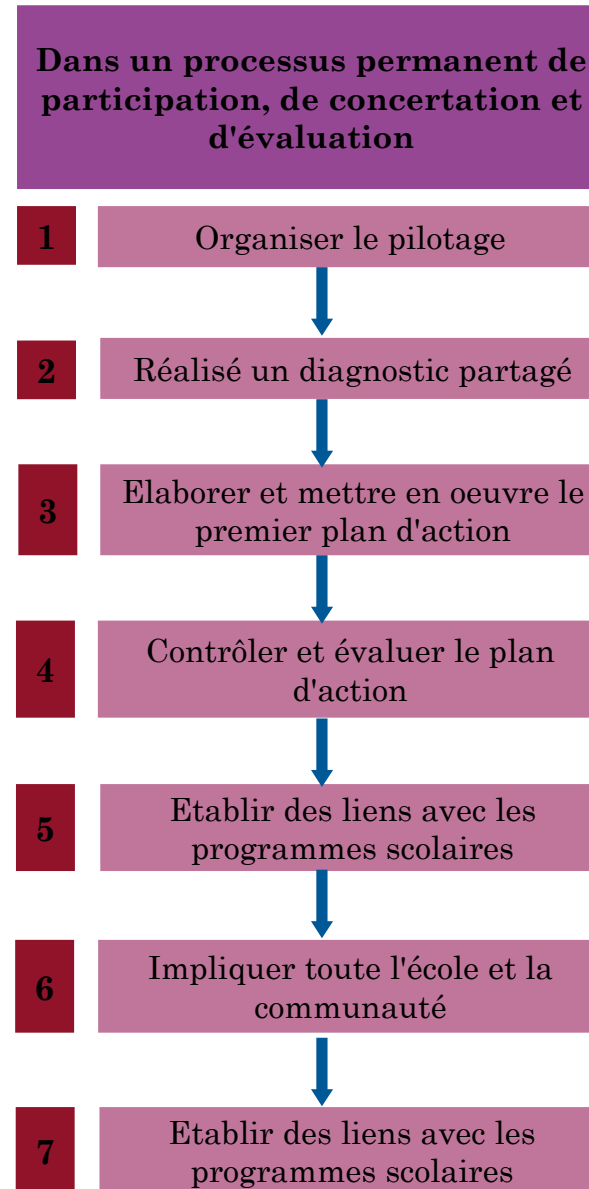 Dans un processus permanent de
participation, de concertation et
d'évaluation
1
Organiser le pilotage
2
Réalisé un diagnostic partagé
3
Elaborer et mettre en oeuvre le
premier plan d'action
4
Contrôler et évaluer le plan
d'action
5
Etablir des liens avec les
programmes scolaires
6
Impliquer toute l'école et la
communauté
7
Etablir des liens avec les
programmes scolaires